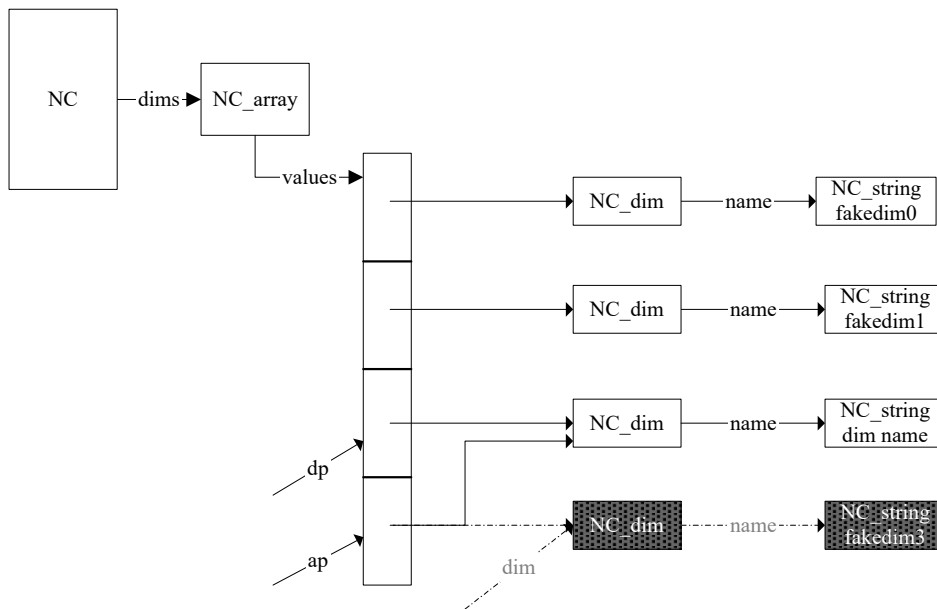 NC
dims
NC_array
values
NC_dim
name
NC_string
fakedim0
NC_dim
name
NC_string
fakedim1
NC_dim
name
NC_string
dim name
dp
NC_dim
name
NC_string
fakedim3
ap
dim